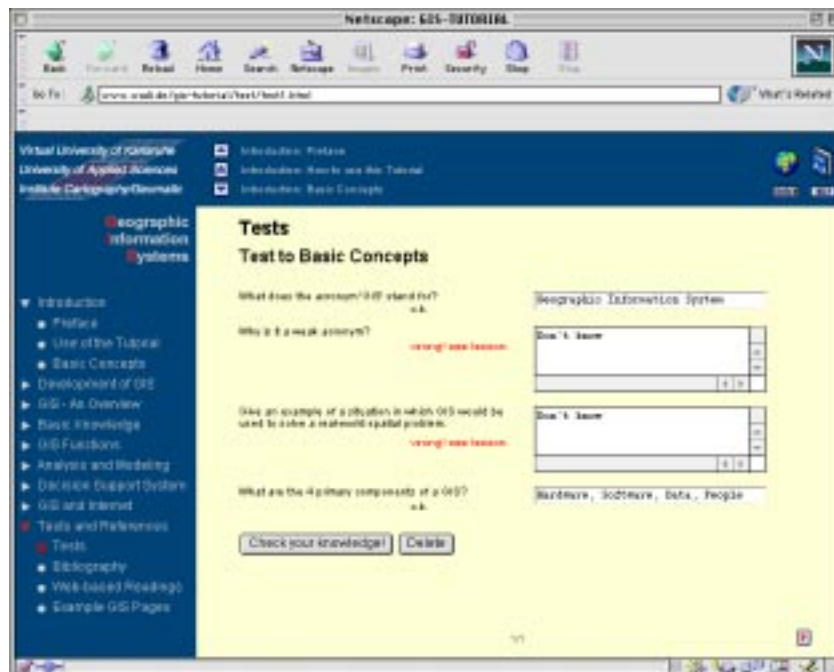 Netscape: GIS-TUTORIAL
Back Forward Reload Home Search Netscape Images Print Security Shop Stop
Go To:
What's Related
Virtual University of Karlsruhe
University of Applied Sciences
Institute Cartography/Geomatic
Introduction: Preface
Introduction: How to use this Tutorial
Introduction: Basic Concepts
Geographic
Information
Systems
Introduction
Preface
Use of the Tutorial
Basic Concepts
Development of GIS
GIS - An Overview
Basic Knowledge
GIS Functions
Analysis and Modeling
Decision Support System
GIS and Internet
Tests and References
Tests
Bibliography
Web-based Readings
Example GIS Pages
Tests
Test to Basic Concepts
What does the acronym 'GIS' stand for?
o.k.
Geographic Information System
Why is it a weak acronym?
wrong! see lesson
Don't know
Give an example of a situation in which GIS would be
used to solve a real-world spatial problem.
wrong! see lesson
Don't know
What are the 4 primary components of a GIS?
o.k.
Hardware, Software, Data, People
Check your knowledge!
Delete
1/1